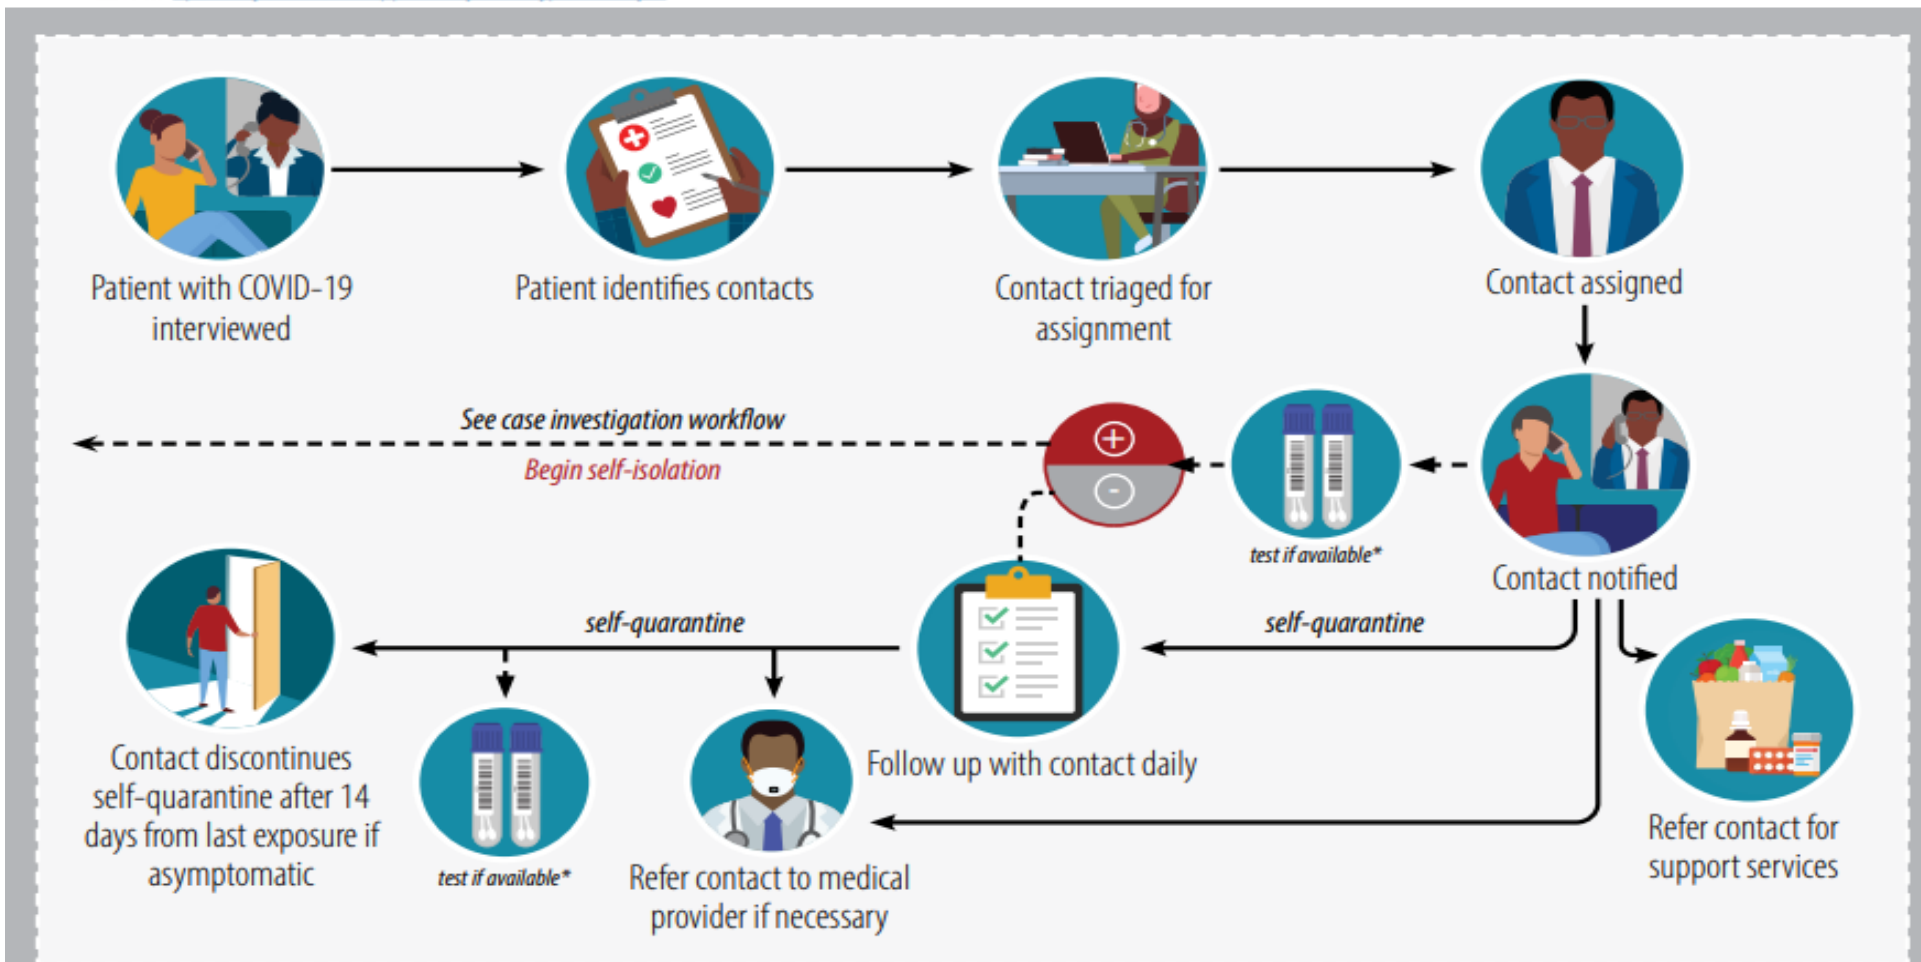 Patient with COVID-19
interviewed
Patient identifies contacts
Contact triaged for
assignment
Contact assigned
See case investigation workflow
Begin self-isolation
+
-
test if available*
Contact notified
self-quarantine
self-quarantine
Contact discontinues
self-quarantine after 14
days from last exposure if
asymptomatic
test if available*
Refer contact to medical
provider if necessary
Follow up with contact daily
Refer contact for
support services